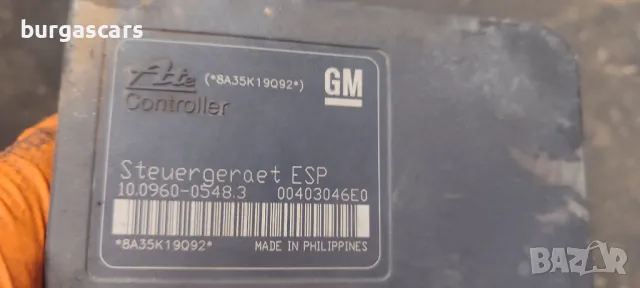 burgascars
Ate (*8A35K19Q92*) GM
Controller
Steuergeraet ESP
10.0960-0548.3 00403046E0
*8A35K19Q92* MADE IN PHILIPPINES
BAZAR